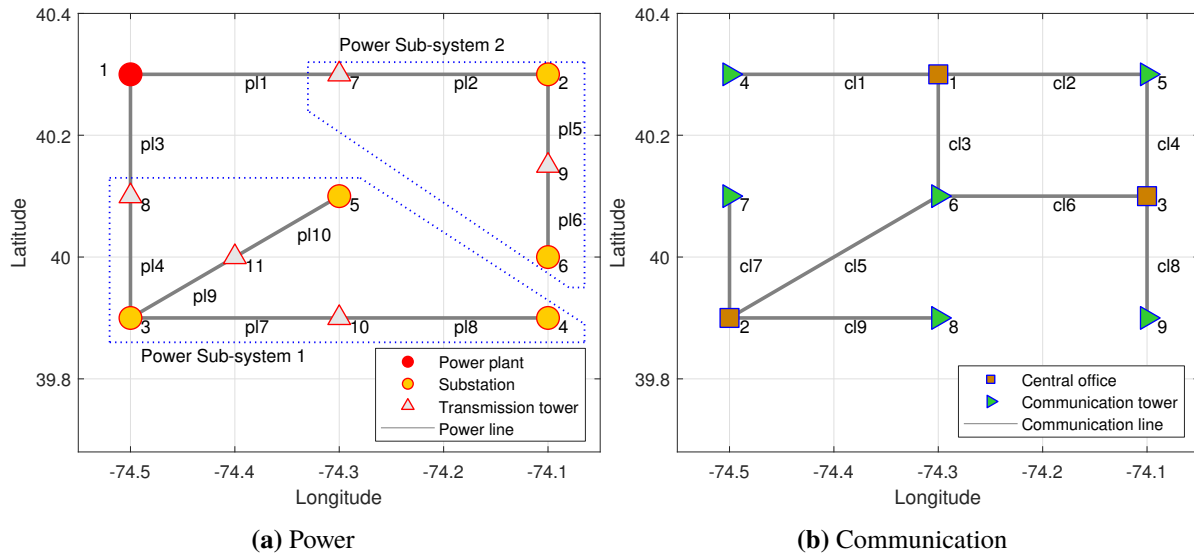 40.4
40.2
40
39.8
Latitude
-74.5
-74.4
-74.3
-74.2
-74.1
Longitude
Power Sub-system 2
1
pl1
7
pl2
2
pl3
pl5
8
5
9
pl10
pl6
pl4
11
6
pl9
3
pl7
10
pl8
4
Power Sub-system 1
Power plant
Substation
Transmission tower
Power line
(a) Power
40.4
40.2
40
39.8
Latitude
-74.5
-74.4
-74.3
-74.2
-74.1
Longitude
4
cl1
1
cl2
5
cl3
cl4
7
6
cl6
3
cl7
cl5
cl8
2
cl9
8
9
Central office
Communication tower
Communication line
(b) Communication